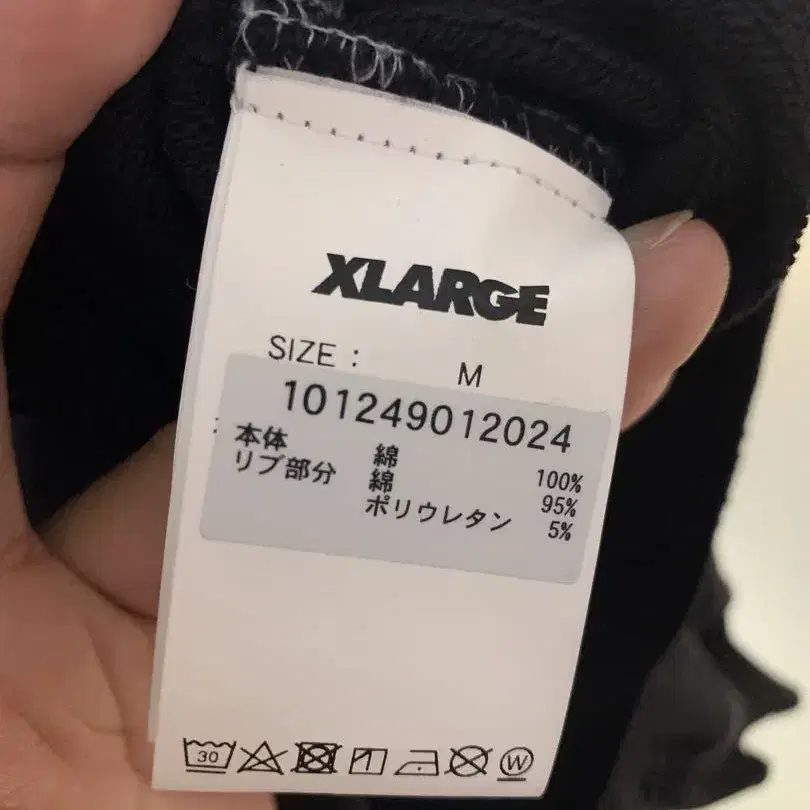 XLARGE
SIZE : M
101249012024
本体 綿 100%
リブ部分 綿 95%
ポリウレタン 5%
30 W